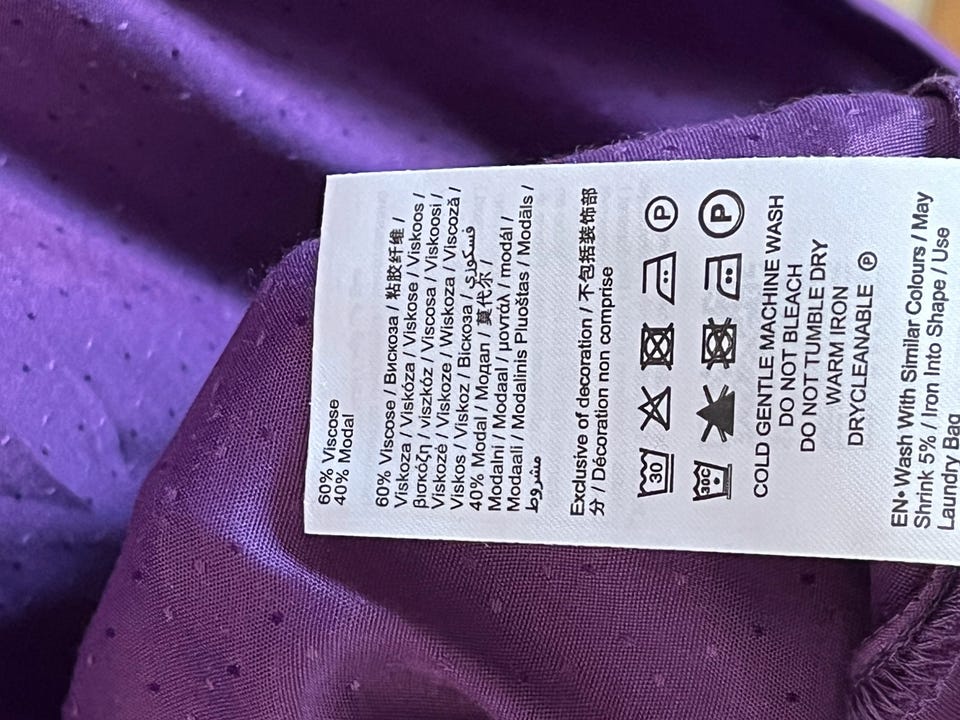 60% Viscose
40% Modal
60% Viscose / Вискоза / 粘胶纤维 /
Viskoza / Viskóza / Viskose / Viskoos /
βισκόζη / viszkóz / Viscosa / Viskoosi /
Viskozė / Viskoze / Wiskoza / Viscoză /
Viskos / Viskoz / Віскоза / فسكوزي
40% Modal / Модал / 莫代尔 /
Modalni / Modaal / μοντάλ / modál /
Modaali / Modalinis Pluoštas / Modāls /
مشروط
Exclusive of decoration / 不包括装饰部
分 / Décoration non comprise
30 P
30C P
COLD GENTLE MACHINE WASH
DO NOT BLEACH
DO NOT TUMBLE DRY
WARM IRON
DRYCLEANABLE Ⓟ
EN• Wash With Similar Colours / May
Shrink 5% / Iron Into Shape / Use
Laundry Bag